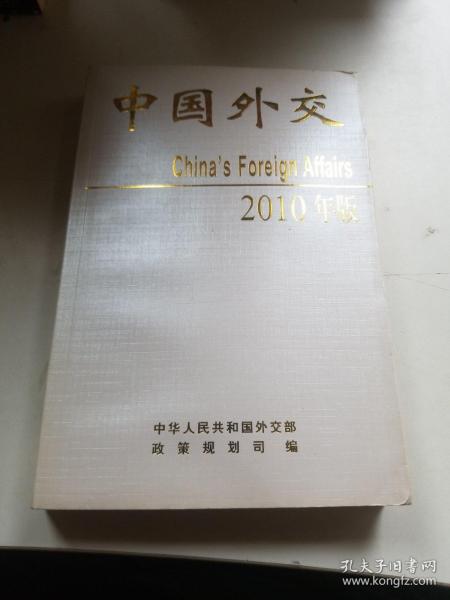 中国外交
China's Foreign Affairs
2010年版
中华人民共和国外交部
政策规划司 编
孔夫子旧书网
www.kongfz.com